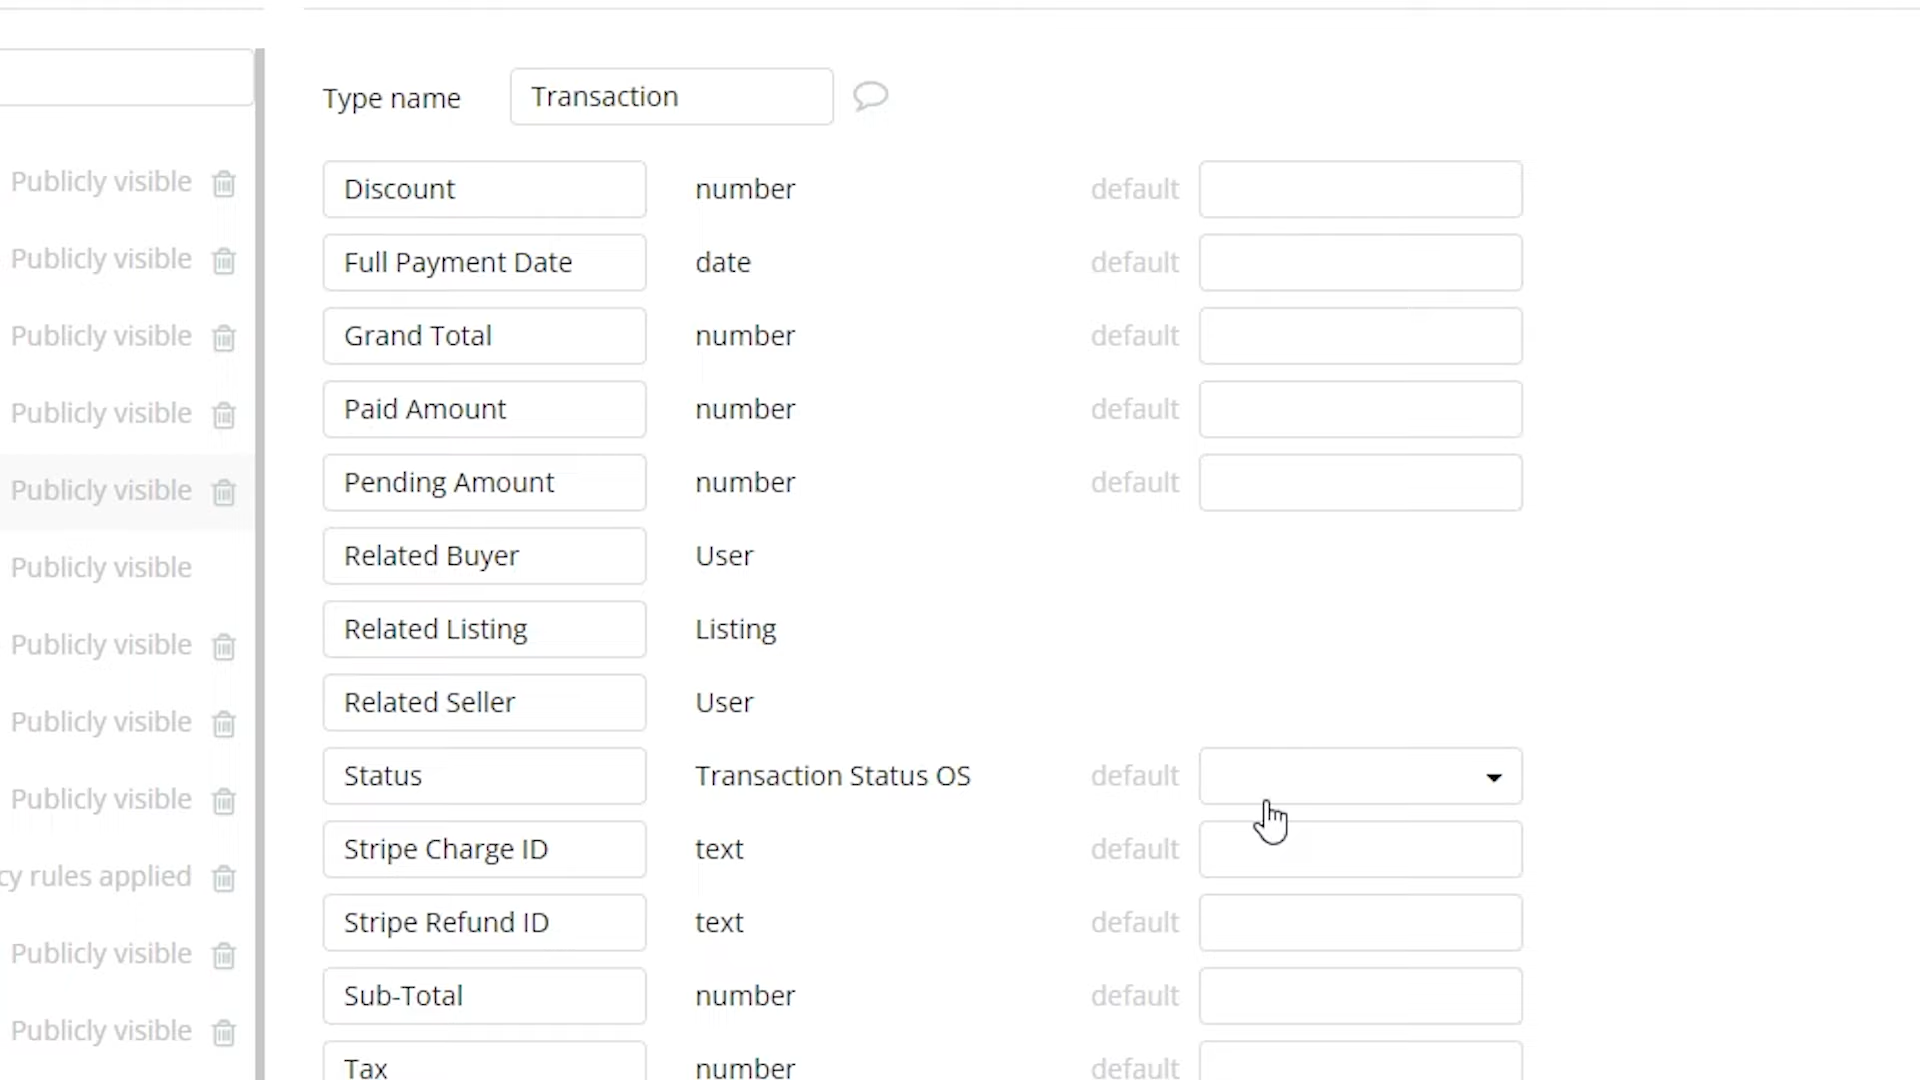 Type name Transaction
Publicly visible Discount number default
Publicly visible Full Payment Date date default
Publicly visible Grand Total number default
Publicly visible Paid Amount number default
Publicly visible Pending Amount number default
Publicly visible Related Buyer User
Publicly visible Related Listing Listing
Publicly visible Related Seller User
Publicly visible Status Transaction Status OS default
cy rules applied Stripe Charge ID text default
Publicly visible Stripe Refund ID text default
Publicly visible Sub-Total number default
Tax number default